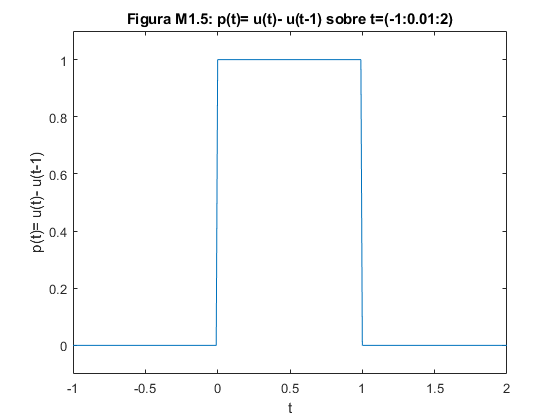 Figura M1.5: p(t)= u(t)- u(t-1) sobre t=(-1:0.01:2)
p(t)= u(t)- u(t-1)
1
0.8
0.6
0.4
0.2
0
-1 -0.5 0 0.5 1 1.5 2
t